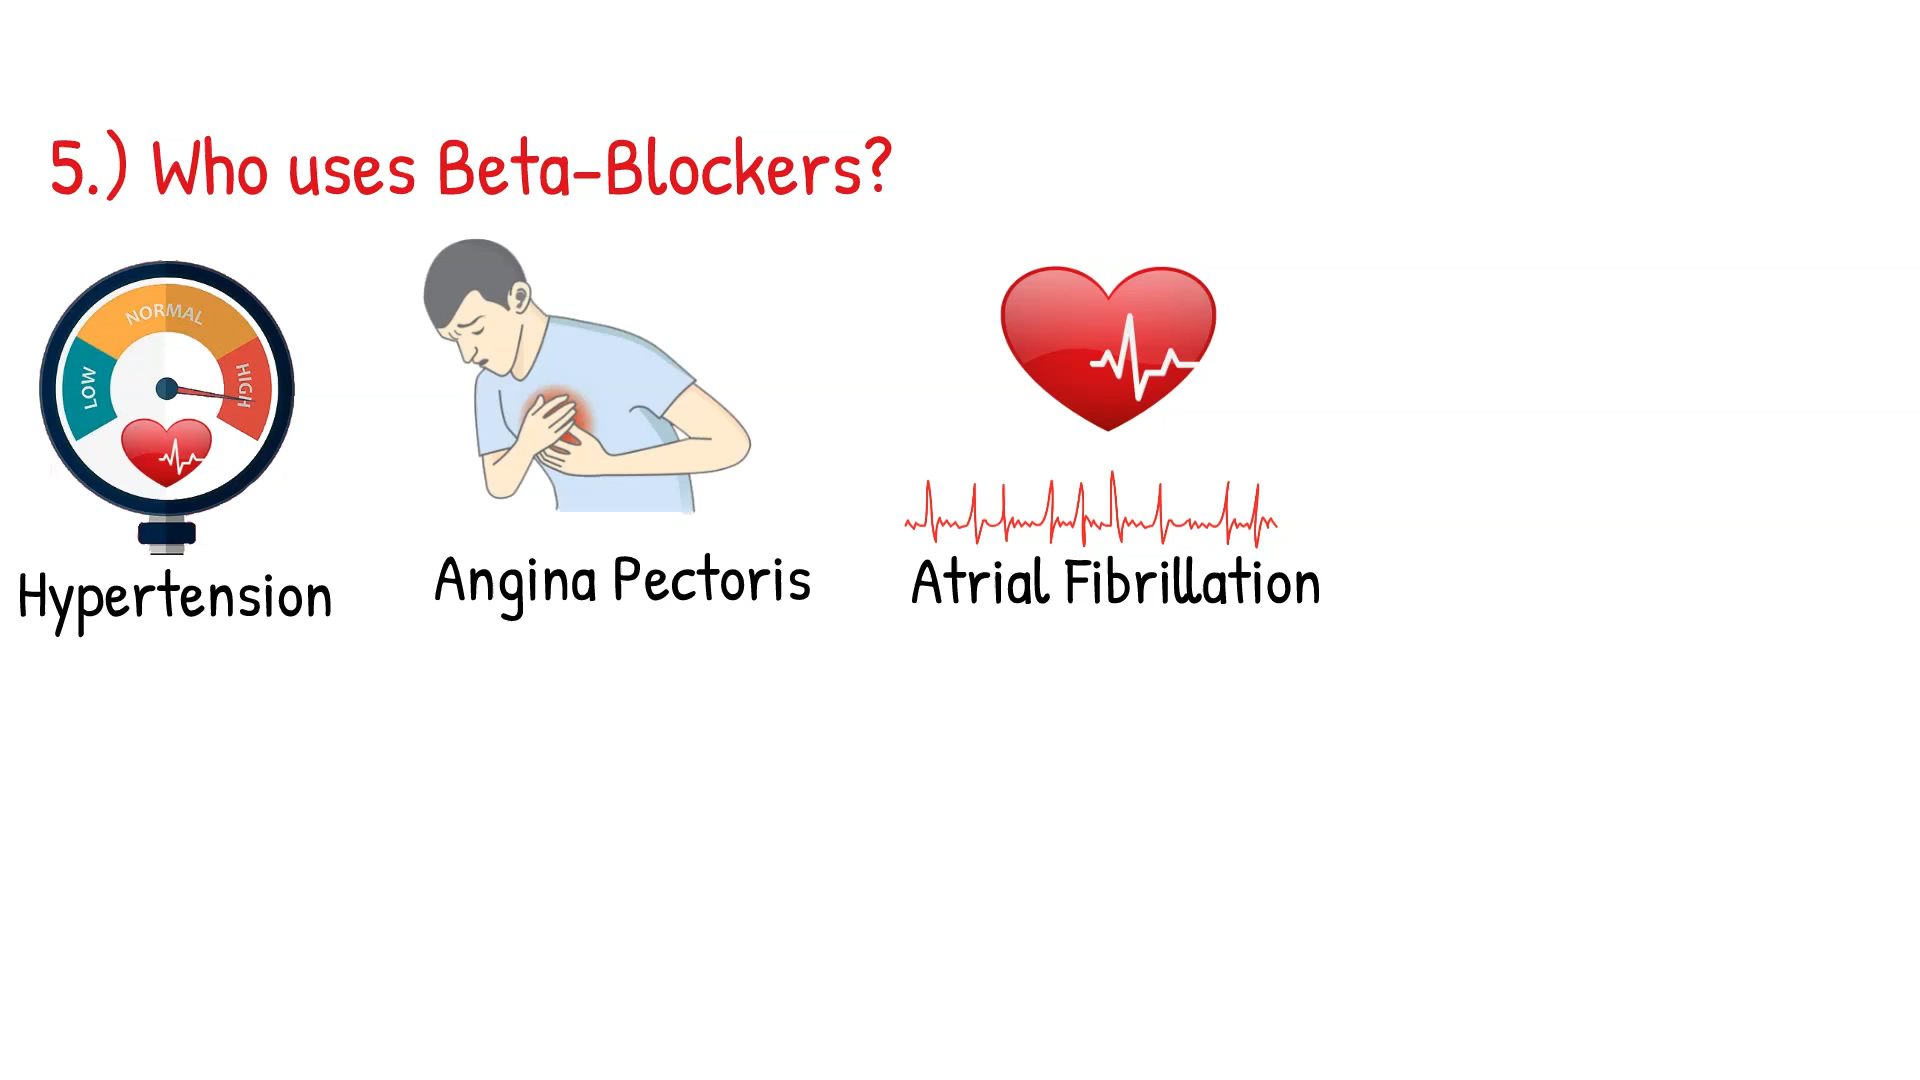 5.) Who uses Beta-Blockers?
NORMAL
LOW
HIGH
Hypertension
Angina Pectoris
Atrial Fibrillation